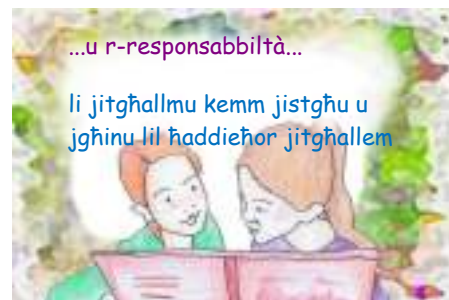 ...u r-responsabbiltà...
li jitgħallmu kemm jistgħu u
jgħinu lil ħaddieħor jitgħallem